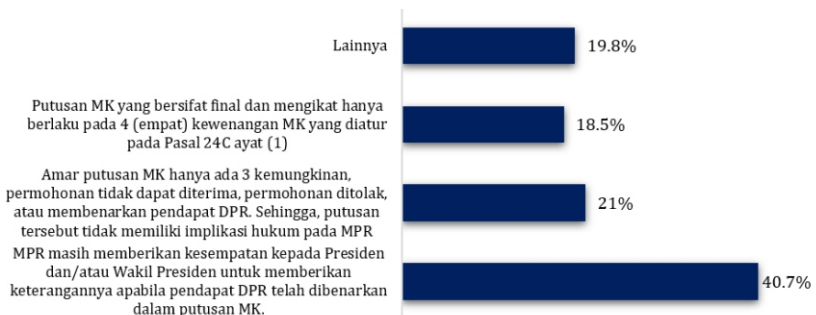 Lainnya
19.8%
Putusan MK yang bersifat final dan mengikat hanya
berlaku pada 4 (empat) kewenangan MK yang diatur
pada Pasal 24C ayat (1)
18.5%
Amar putusan MK hanya ada 3 kemungkinan,
permohonan tidak dapat diterima, permohonan ditolak,
atau membenarkan pendapat DPR. Sehingga, putusan
tersebut tidak memiliki implikasi hukum pada MPR
21%
MPR masih memberikan kesempatan kepada Presiden
dan/atau Wakil Presiden untuk memberikan
keterangannya apabila pendapat DPR telah dibenarkan
dalam putusan MK.
40.7%